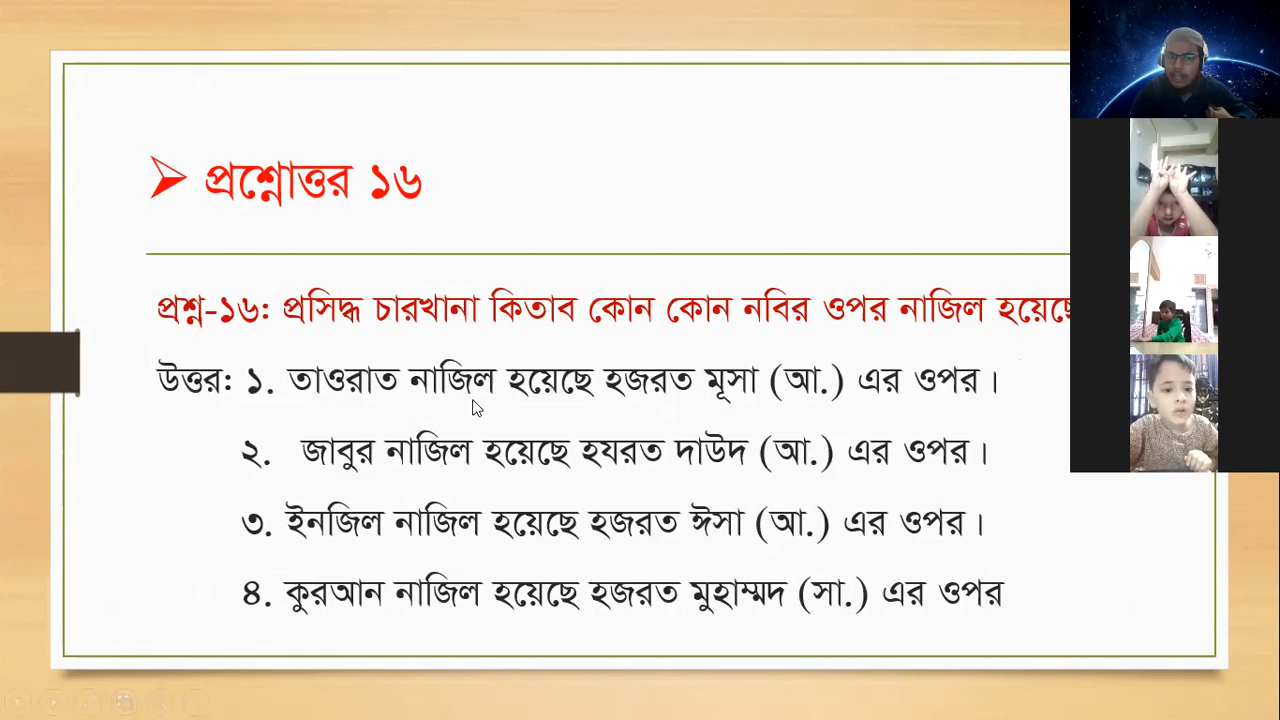 প্রশ্নোত্তর ১৬
প্রশ্ন-১৬: প্রসিদ্ধ চারখানা কিতাব কোন কোন নবির ওপর নাজিল হয়েছে
উত্তর: ১. তাওরাত নাজিল হয়েছে হজরত মূসা (আ.) এর ওপর।
২. জাবুর নাজিল হয়েছে হযরত দাউদ (আ.) এর ওপর।
৩. ইনজিল নাজিল হয়েছে হজরত ঈসা (আ.) এর ওপর।
৪. কুরআন নাজিল হয়েছে হজরত মুহাম্মদ (সা.) এর ওপর